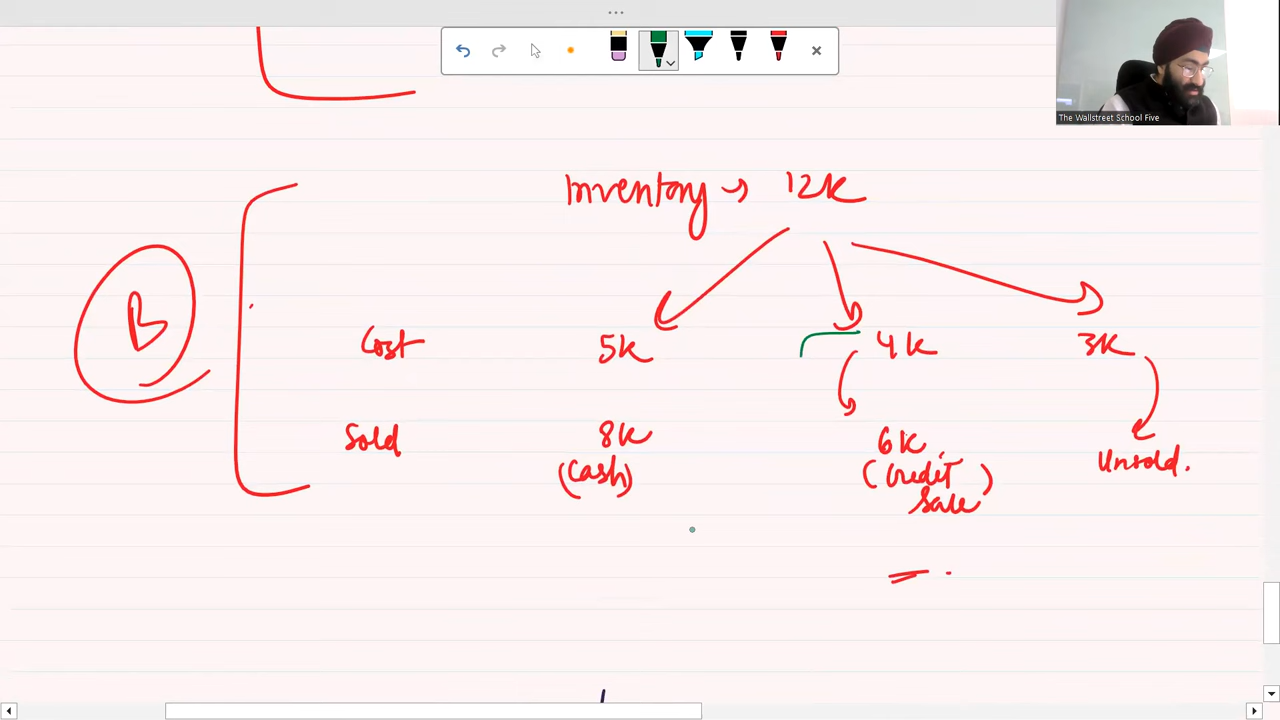 The Wallstreet School Five
Inventory → 12K
B
Cost 5K 4K 3K
Sold 8K 6K Unsold.
(Cash) (Credit
Sale)